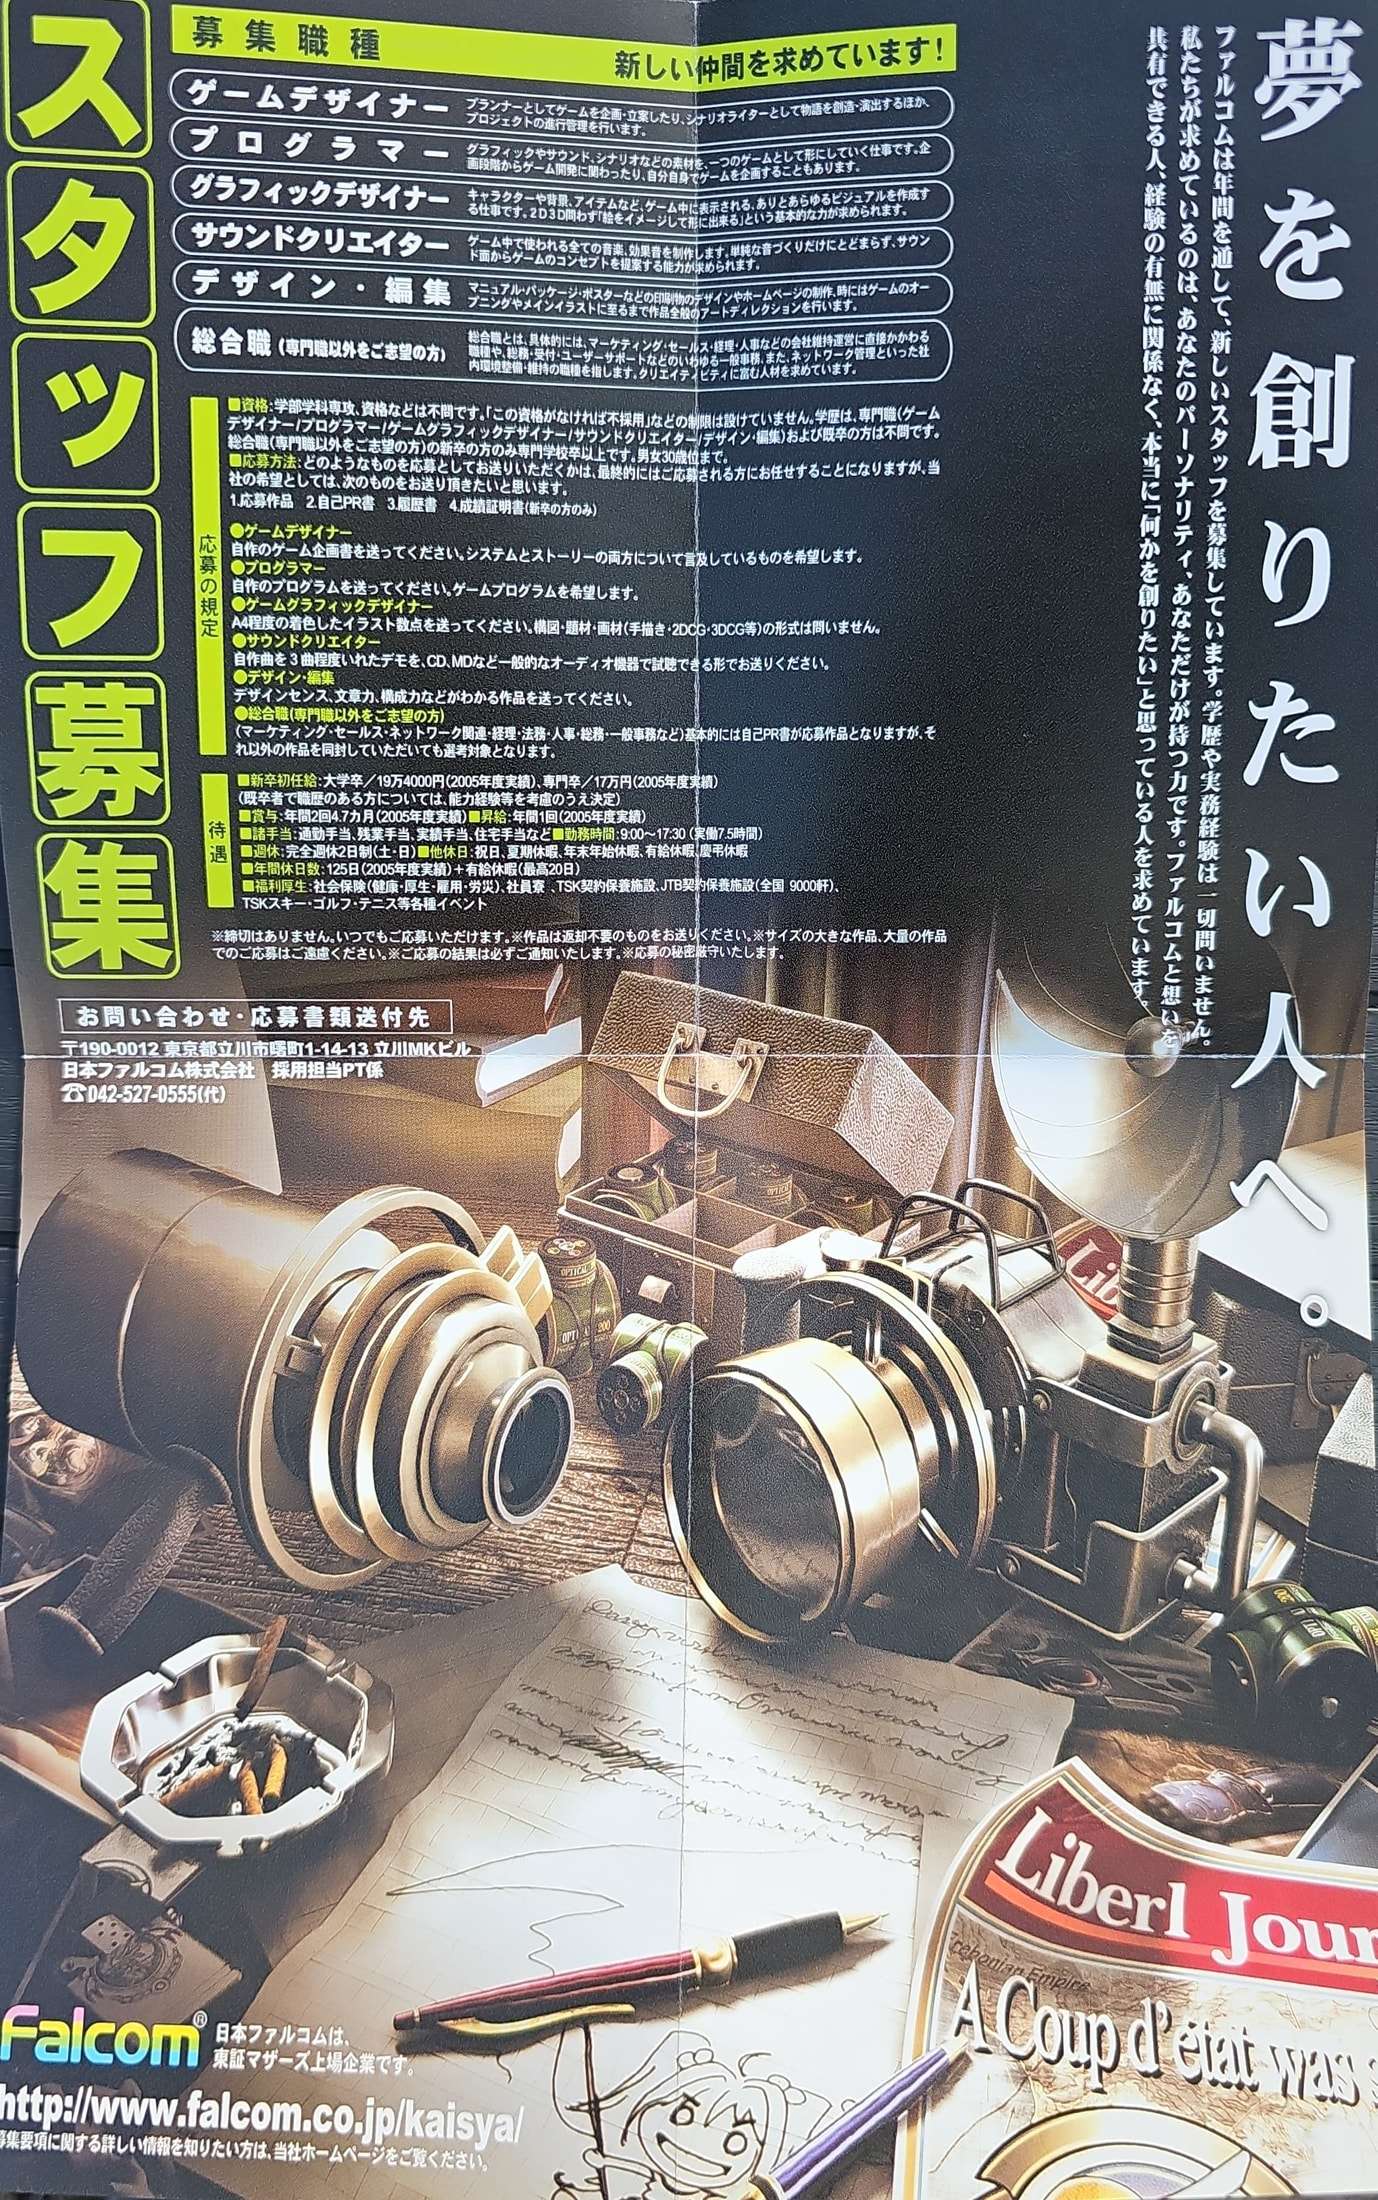 夢を創りたい人へ。
ファルコムは年間を通して、新しいスタッフを募集しています。学歴や実務経験は一切問いません。
私たちが求めているのは、あなたのパーソナリティ、あなただけが持つ力です。ファルコムと想いを
共有できる人、経験の有無に関係なく、本当に「何かを創りたい」と思っている人を求めています。
スタッフ募集
募集職種
新しい仲間を求めています!
ゲームデザイナー
プランナーとしてゲームを企画・立案したり、シナリオライターとして物語を創造・演出するほか、
プロジェクトの進行管理を行います。
プログラマー
グラフィックやサウンド、シナリオなどの素材を、一つのゲームとして形にしていく仕事です。企
画段階からゲーム開発に関わったり、自分自身でゲームを企画することもあります。
グラフィックデザイナー
キャラクターや背景、アイテムなど、ゲーム中に表示される、ありとあらゆるビジュアルを作成す
る仕事です。2D3D問わず「絵をイメージして形に出来る」という基本的な力が求められます。
サウンドクリエイター
ゲーム中で使われる全ての音楽、効果音を制作します。単純な音づくりだけにとどまらず、サウン
ド面からゲームのコンセプトを提案する能力が求められます。
デザイン・編集
マニュアル・パッケージ・ポスターなどの印刷物のデザインやホームページの制作、時にはゲームのオー
プニングやメインイラストに至るまで作品全般のアートディレクションを行います。
総合職(専門職以外をご志望の方)
総合職とは、具体的には、マーケティング・セールス・経理・人事などの会社維持運営に直接かかわる
職種や、総務・受付・ユーザーサポートなどのいわゆる一般事務、また、ネットワーク管理といった社
内環境整備・維持の職種を指します。クリエイティビティに富む人材を求めています。
応募の規定
■資格:学部学科専攻、資格などは不問です。「この資格がなければ不採用」などの制限は設けていません。学歴は、専門職(ゲーム
デザイナー/プログラマー/ゲームグラフィックデザイナー/サウンドクリエイター/デザイン・編集)および既卒の方は不問です。
総合職(専門職以外をご志望の方)の新卒の方のみ専門学校卒以上です。男女30歳位まで。
■応募方法:どのようなものを応募としてお送りいただくかは、最終的にはご応募される方にお任せすることになりますが、当
社の希望としては、次のものをお送り頂きたいと思います。
1.応募作品 2.自己PR書 3.履歴書 4.成績証明書(新卒の方のみ)
●ゲームデザイナー
自作のゲーム企画書を送ってください。システムとストーリーの両方について言及しているものを希望します。
●プログラマー
自作のプログラムを送ってください。ゲームプログラムを希望します。
●ゲームグラフィックデザイナー
A4程度の着色したイラスト数点を送ってください。構図・題材・画材(手描き・2DCG・3DCG等)の形式は問いません。
●サウンドクリエイター
自作曲を3曲程度いれたデモを、CD、MDなど一般的なオーディオ機器で試聴できる形でお送りください。
●デザイン・編集
デザインセンス、文章力、構成力などがわかる作品を送ってください。
●総合職(専門職以外をご志望の方)
(マーケティング・セールス・ネットワーク関連・経理・法務・人事・総務・一般事務など)基本的には自己PR書が応募作品となりますが、そ
れ以外の作品を同封していただいても選考対象となります。
待遇
■新卒初任給:大学卒/19万4000円(2005年度実績)、専門卒/17万円(2005年度実績)
(既卒者で職歴のある方については、能力経験等を考慮のうえ決定)
■賞与:年間2回4.7カ月(2005年度実績)■昇給:年間1回(2005年度実績)
■諸手当:通勤手当、残業手当、実績手当、住宅手当など■勤務時間:9:00〜17:30(実働7.5時間)
■週休:完全週休2日制(土・日)■他休日:祝日、夏期休暇、年末年始休暇、有給休暇、慶弔休暇
■年間休日数:125日(2005年度実績)+有給休暇(最高20日)
■福利厚生:社会保険(健康・厚生・雇用・労災)、社員寮、TSK契約保養施設、JTB契約保養施設(全国 9000軒)、
TSKスキー・ゴルフ・テニス等各種イベント
※締切はありません。いつでもご応募いただけます。※作品は返却不要のものをお送りください。※サイズの大きな作品、大量の作品
でのご応募はご遠慮ください。※ご応募の結果は必ずご通知いたします。※応募の秘密厳守いたします。
お問い合わせ・応募書類送付先
〒190-0012 東京都立川市曙町1-14-13 立川MKビル
日本ファルコム株式会社 採用担当PT係
☎042-527-0555(代)
Lib
OPTICAL
Liberl Jour
Empire
A Coup d'état was
Falcom®
日本ファルコムは、
東証マザーズ上場企業です。
http://www.falcom.co.jp/kaisya/
募集要項に関する詳しい情報を知りたい方は、当社ホームページをご覧ください。